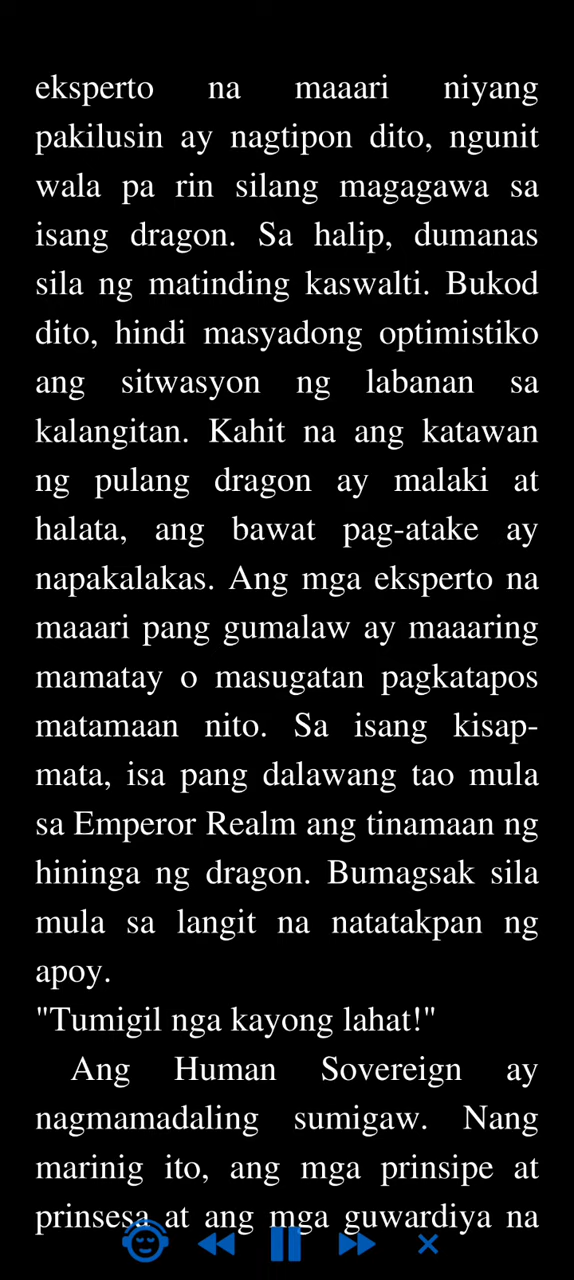 eksperto na maaari niyang
pakilusin ay nagtipon dito, ngunit
wala pa rin silang magagawa sa
isang dragon. Sa halip, dumanas
sila ng matinding kaswalti. Bukod
dito, hindi masyadong optimistiko
ang sitwasyon ng labanan sa
kalangitan. Kahit na ang katawan
ng pulang dragon ay malaki at
halata, ang bawat pag-atake ay
napakalakas. Ang mga eksperto na
maaari pang gumalaw ay maaaring
mamatay o masugatan pagkatapos
matamaan nito. Sa isang kisap-
mata, isa pang dalawang tao mula
sa Emperor Realm ang tinamaan ng
hininga ng dragon. Bumagsak sila
mula sa langit na natatakpan ng
apoy.
"Tumigil nga kayong lahat!"
Ang Human Sovereign ay
nagmamadaling sumigaw. Nang
marinig ito, ang mga prinsipe at
prinsesa at ang mga guwardiya na